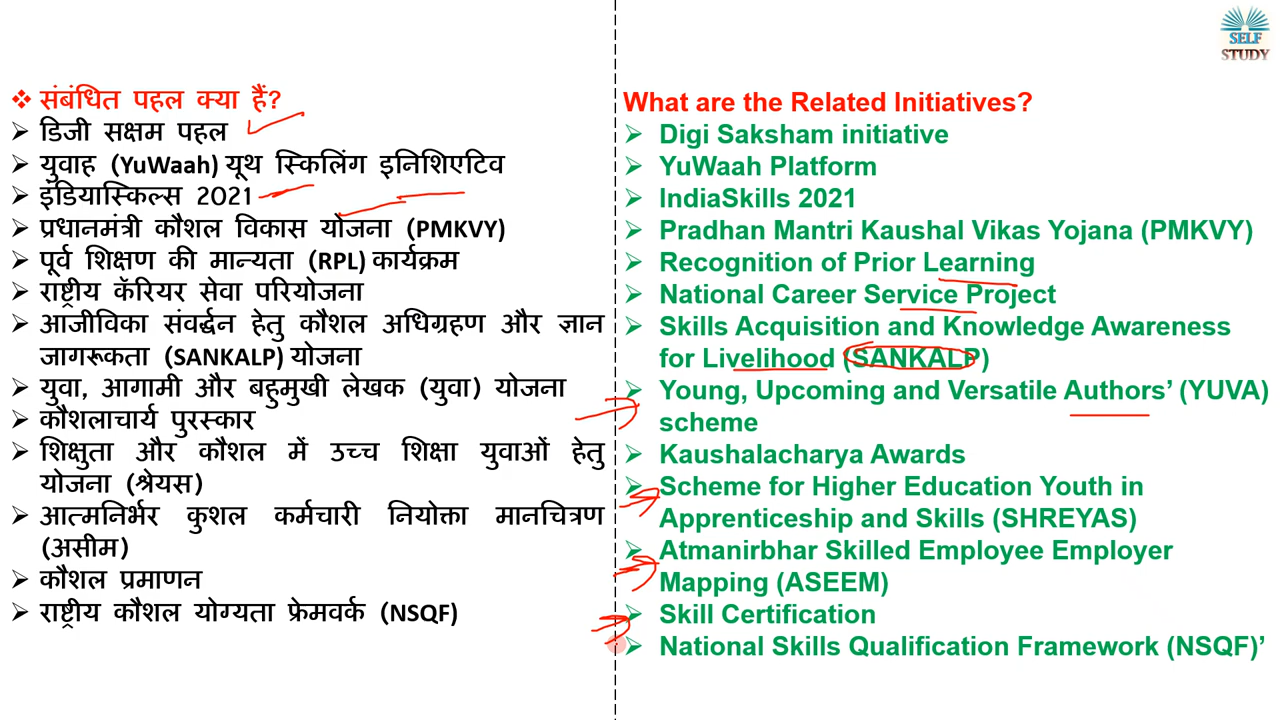 SELF
STUDY
❖ संबंधित पहल क्या हैं?
➢ डिजी सक्षम पहल
➢ युवाह (YuWaah) यूथ स्किलिंग इनिशिएटिव
➢ इंडियास्किल्स 2021
➢ प्रधानमंत्री कौशल विकास योजना (PMKVY)
➢ पूर्व शिक्षण की मान्यता (RPL) कार्यक्रम
➢ राष्ट्रीय कॅरियर सेवा परियोजना
➢ आजीविका संवर्द्धन हेतु कौशल अधिग्रहण और ज्ञान
जागरूकता (SANKALP) योजना
➢ युवा, आगामी और बहुमुखी लेखक (युवा) योजना
➢ कौशलाचार्य पुरस्कार
➢ शिक्षुता और कौशल में उच्च शिक्षा युवाओं हेतु
योजना (श्रेयस)
➢ आत्मनिर्भर कुशल कर्मचारी नियोक्ता मानचित्रण
(असीम)
➢ कौशल प्रमाणन
➢ राष्ट्रीय कौशल योग्यता फ्रेमवर्क (NSQF)
What are the Related Initiatives?
➢ Digi Saksham initiative
➢ YuWaah Platform
➢ IndiaSkills 2021
➢ Pradhan Mantri Kaushal Vikas Yojana (PMKVY)
➢ Recognition of Prior Learning
➢ National Career Service Project
➢ Skills Acquisition and Knowledge Awareness
for Livelihood (SANKALP)
➢ Young, Upcoming and Versatile Authors’ (YUVA)
scheme
➢ Kaushalacharya Awards
➢ Scheme for Higher Education Youth in
Apprenticeship and Skills (SHREYAS)
➢ Atmanirbhar Skilled Employee Employer
Mapping (ASEEM)
➢ Skill Certification
➢ National Skills Qualification Framework (NSQF)’